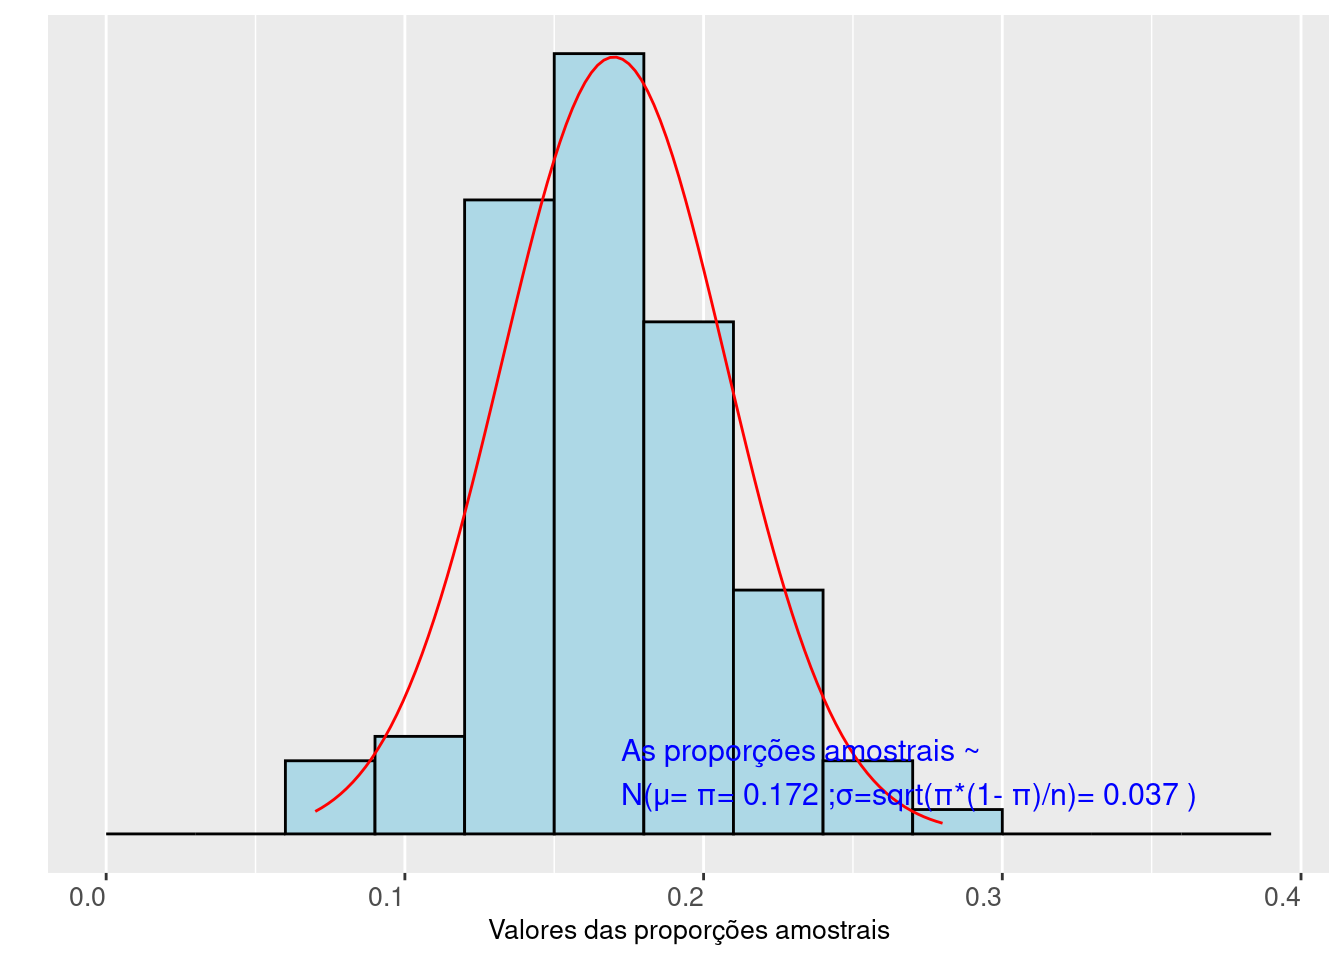 As proporções amostrais ~
N(μ= π= 0.172 ;σ=sqrt(π*(1- π)/n)= 0.037 )
0.0 0.1 0.2 0.3 0.4
Valores das proporções amostrais